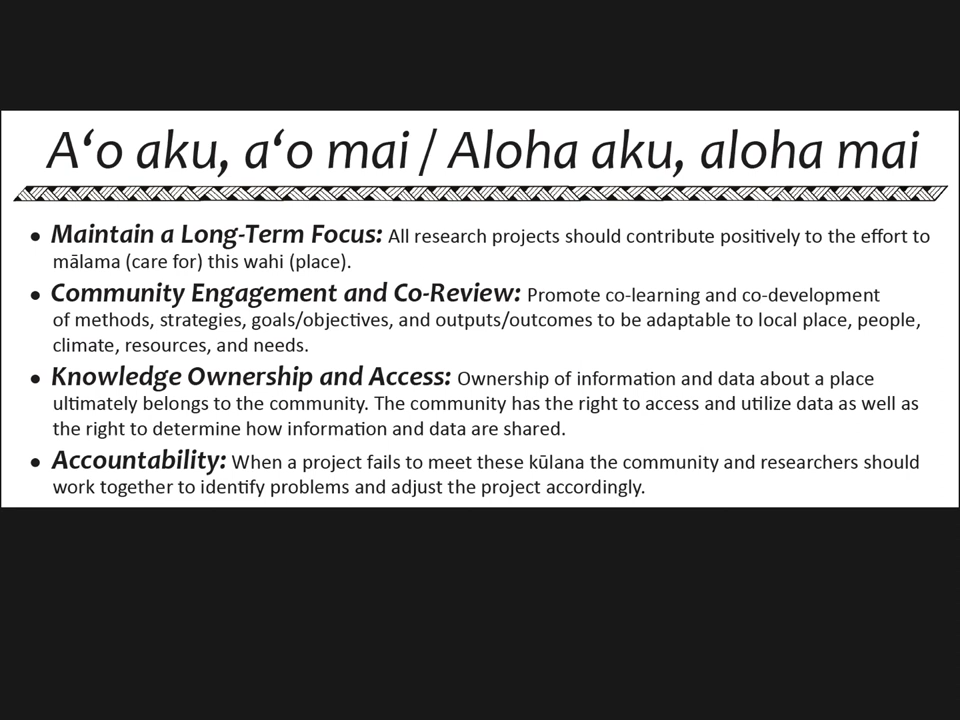 Aʻo aku, aʻo mai / Aloha aku, aloha mai
• Maintain a Long-Term Focus: All research projects should contribute positively to the effort to
mālama (care for) this wahi (place).
• Community Engagement and Co-Review: Promote co-learning and co-development
of methods, strategies, goals/objectives, and outputs/outcomes to be adaptable to local place, people,
climate, resources, and needs.
• Knowledge Ownership and Access: Ownership of information and data about a place
ultimately belongs to the community. The community has the right to access and utilize data as well as
the right to determine how information and data are shared.
• Accountability: When a project fails to meet these kūlana the community and researchers should
work together to identify problems and adjust the project accordingly.